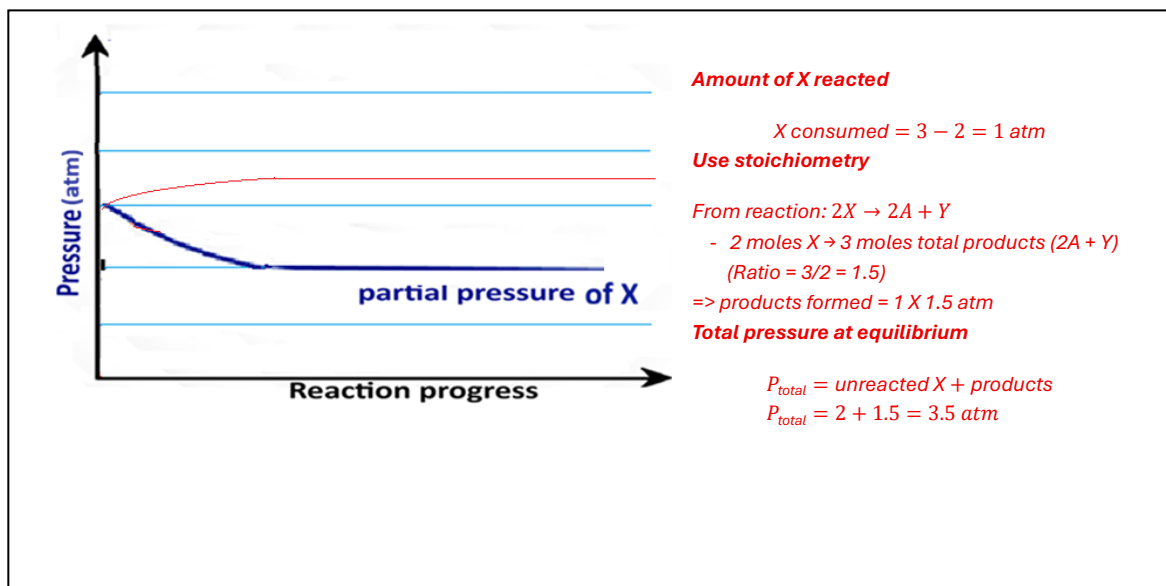 Pressure (atm)
partial pressure of X
Reaction progress
Amount of X reacted
X consumed = 3 − 2 = 1 atm
Use stoichiometry
From reaction: 2X → 2A + Y
- 2 moles X → 3 moles total products (2A + Y)
(Ratio = 3/2 = 1.5)
=> products formed = 1 X 1.5 atm
Total pressure at equilibrium
P_total = unreacted X + products
P_total = 2 + 1.5 = 3.5 atm